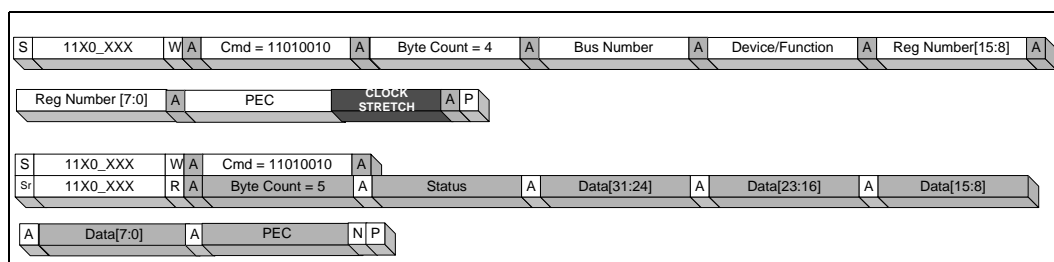 S 11X0_XXX W A Cmd = 11010010 A Byte Count = 4 A Bus Number A Device/Function A Reg Number[15:8] A
Reg Number [7:0] A PEC CLOCK STRETCH A P
S 11X0_XXX W A Cmd = 11010010 A
Sr 11X0_XXX R A Byte Count = 5 A Status A Data[31:24] A Data[23:16] A Data[15:8]
A Data[7:0] A PEC N P